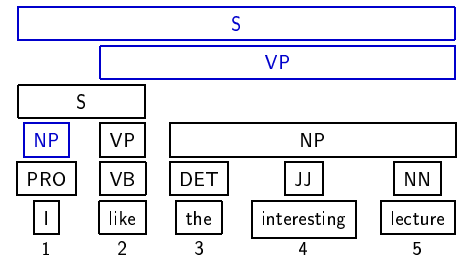 S
VP
S
NP VP NP
PRO VB DET JJ NN
I like the interesting lecture
1 2 3 4 5